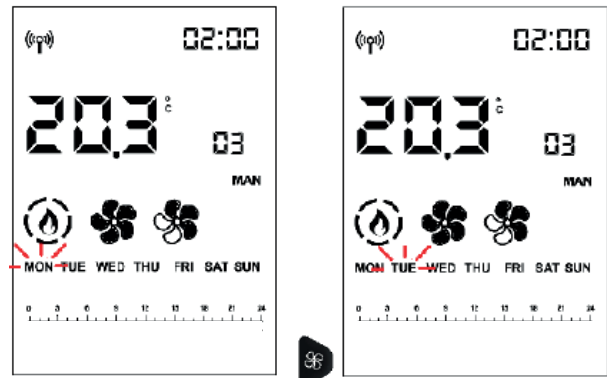 02:00
20.3 °C
03
MAN
MON TUE WED THU FRI SAT SUN
0 3 6 9 12 15 18 21 24
02:00
20.3 °C
03
MAN
MON TUE WED THU FRI SAT SUN
0 3 6 9 12 15 18 21 24